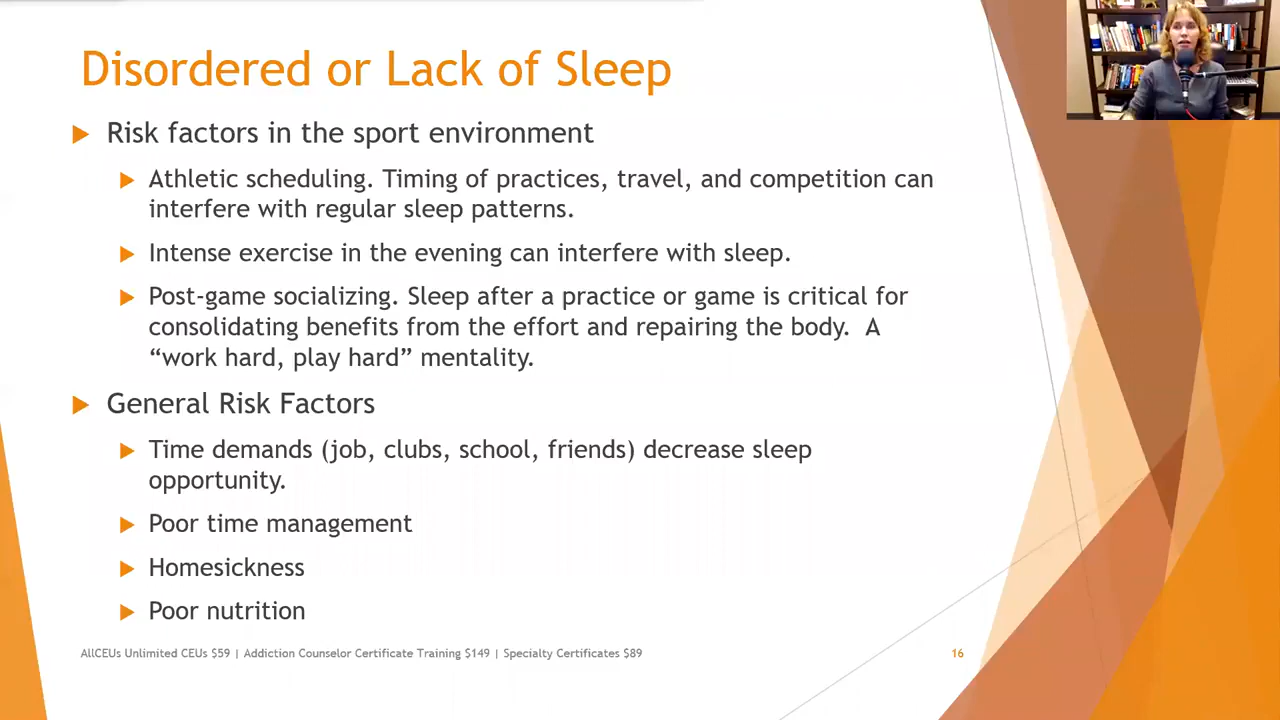 Disordered or Lack of Sleep
Risk factors in the sport environment
Athletic scheduling. Timing of practices, travel, and competition can
interfere with regular sleep patterns.
Intense exercise in the evening can interfere with sleep.
Post-game socializing. Sleep after a practice or game is critical for
consolidating benefits from the effort and repairing the body.  A
“work hard, play hard” mentality.
General Risk Factors
Time demands (job, clubs, school, friends) decrease sleep
opportunity.
Poor time management
Homesickness
Poor nutrition
AllCEUs Unlimited CEUs $59 | Addiction Counselor Certificate Training $149 | Specialty Certificates $89
16